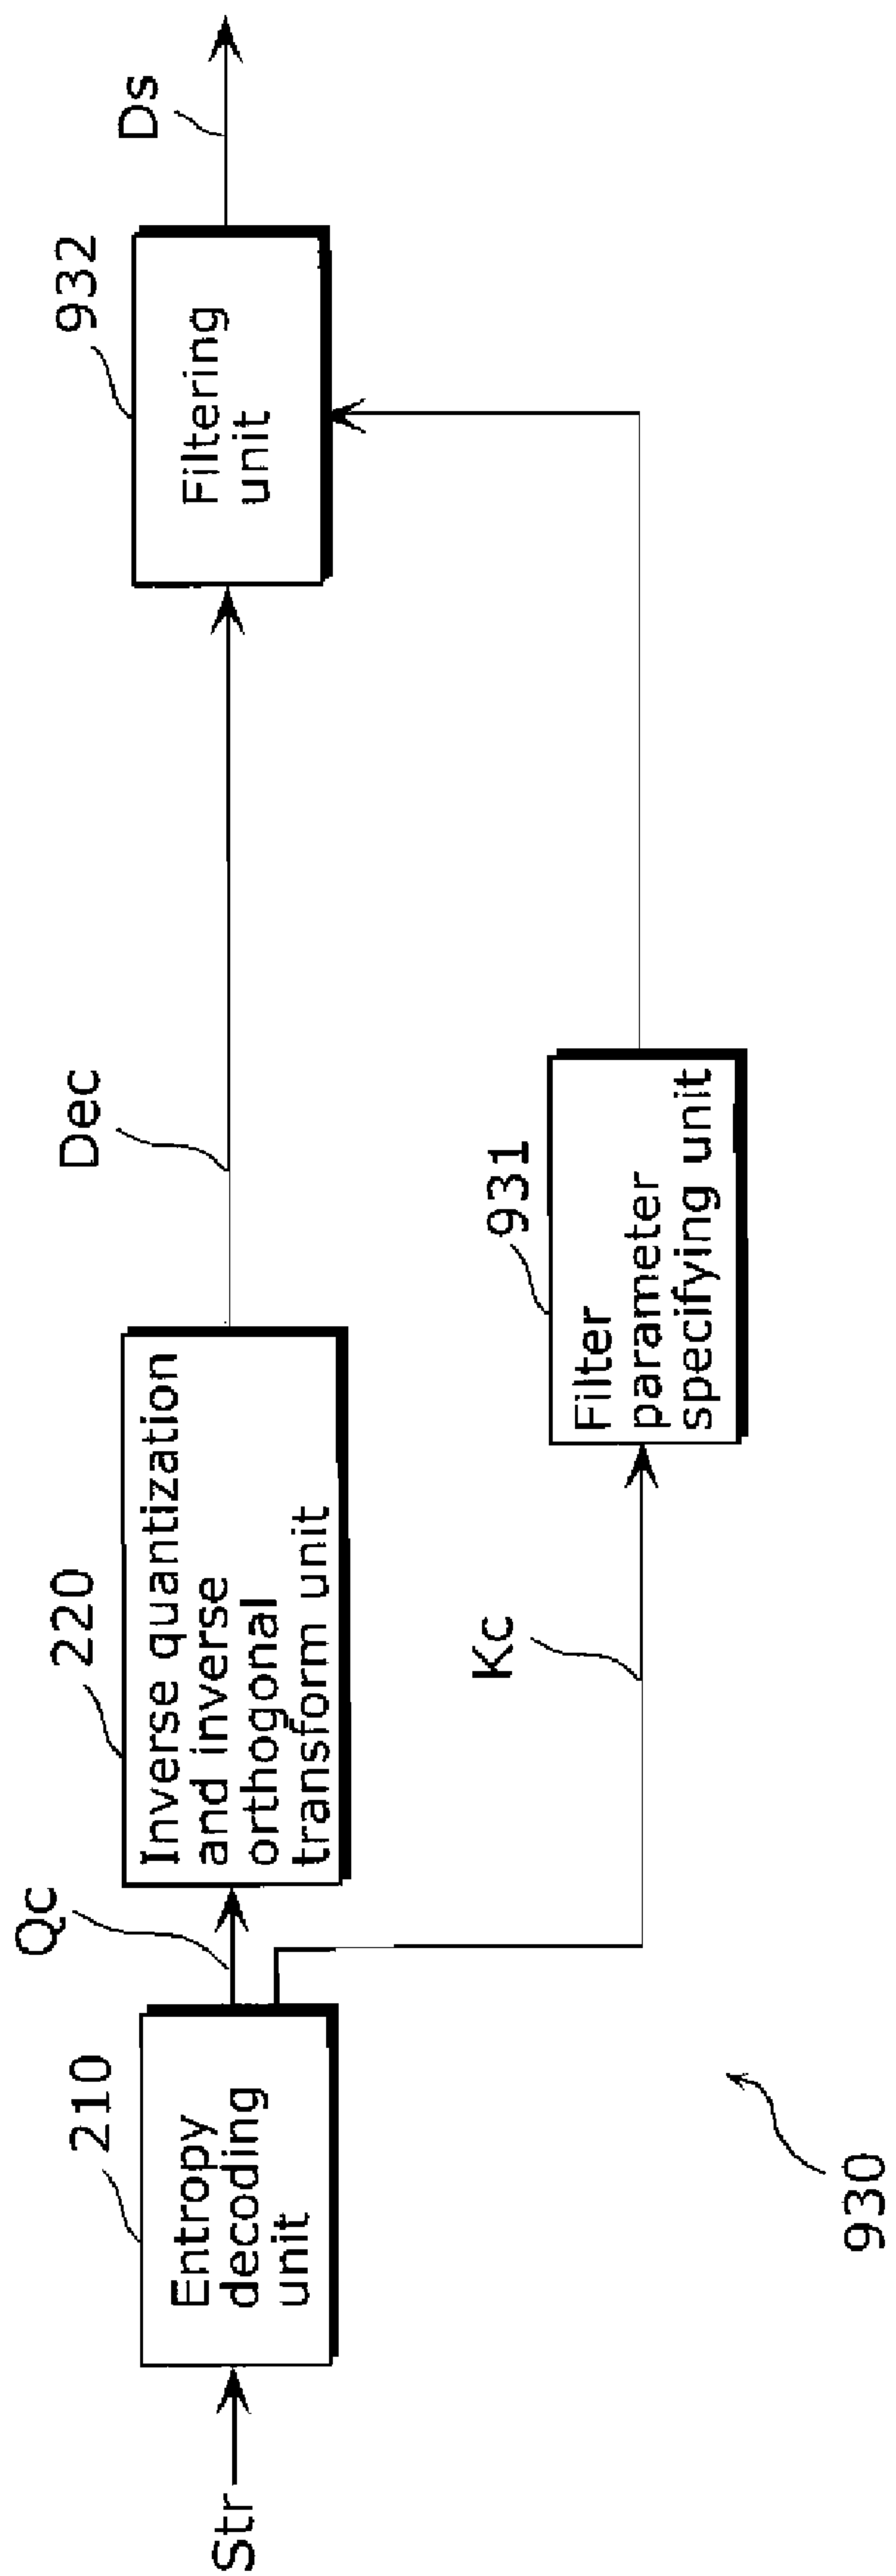 Str
210
Entropy
decoding
unit
Qc
220
Inverse quantization
and inverse
orthogonal
transform unit
Dec
932
Filtering
unit
Ds
Kc
931
Filter
parameter
specifying unit
930